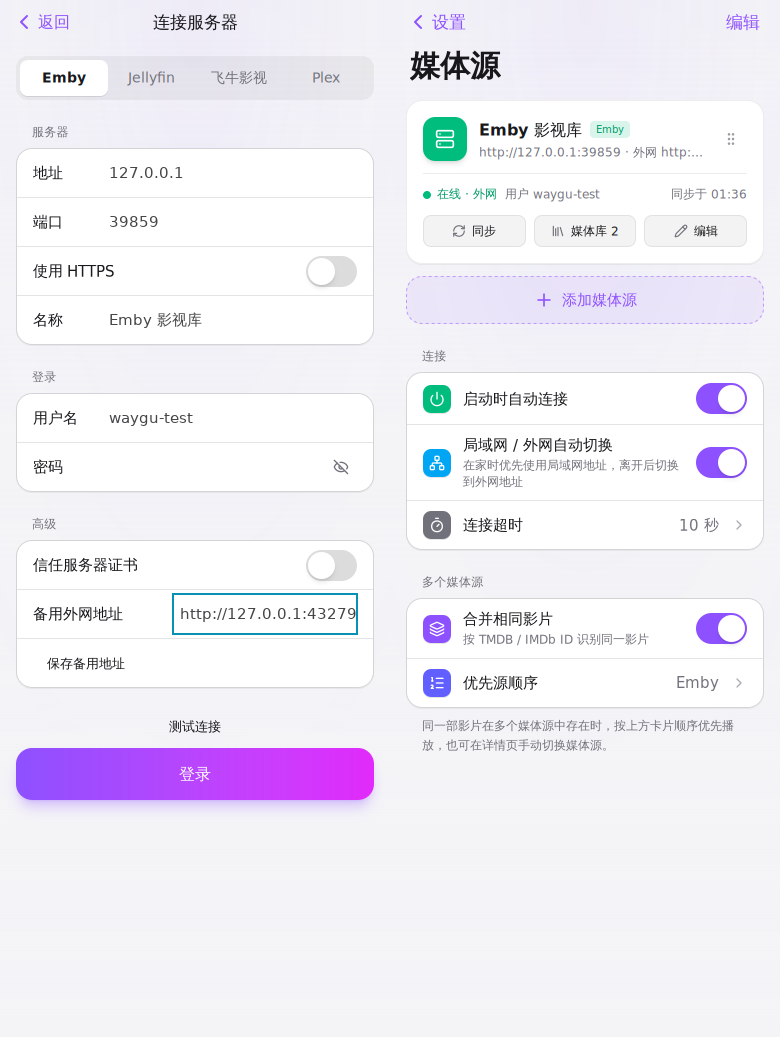 返回
连接服务器
Emby
Jellyfin
飞牛影视
Plex
服务器
地址 127.0.0.1
端口 39859
使用 HTTPS
名称 Emby 影视库
登录
用户名 waygu-test
密码
高级
信任服务器证书
备用外网地址 http://127.0.0.1:43279
保存备用地址
测试连接
登录
设置
编辑
媒体源
Emby 影视库 Emby
http://127.0.0.1:39859 · 外网 http:...
在线 · 外网 用户 waygu-test 同步于 01:36
同步
媒体库 2
编辑
添加媒体源
连接
启动时自动连接
局域网 / 外网自动切换
在家时优先使用局域网地址，离开后切换
到外网地址
连接超时 10 秒
多个媒体源
合并相同影片
按 TMDB / IMDb ID 识别同一影片
优先源顺序 Emby
同一部影片在多个媒体源中存在时，按上方卡片顺序优先播
放，也可在详情页手动切换媒体源。